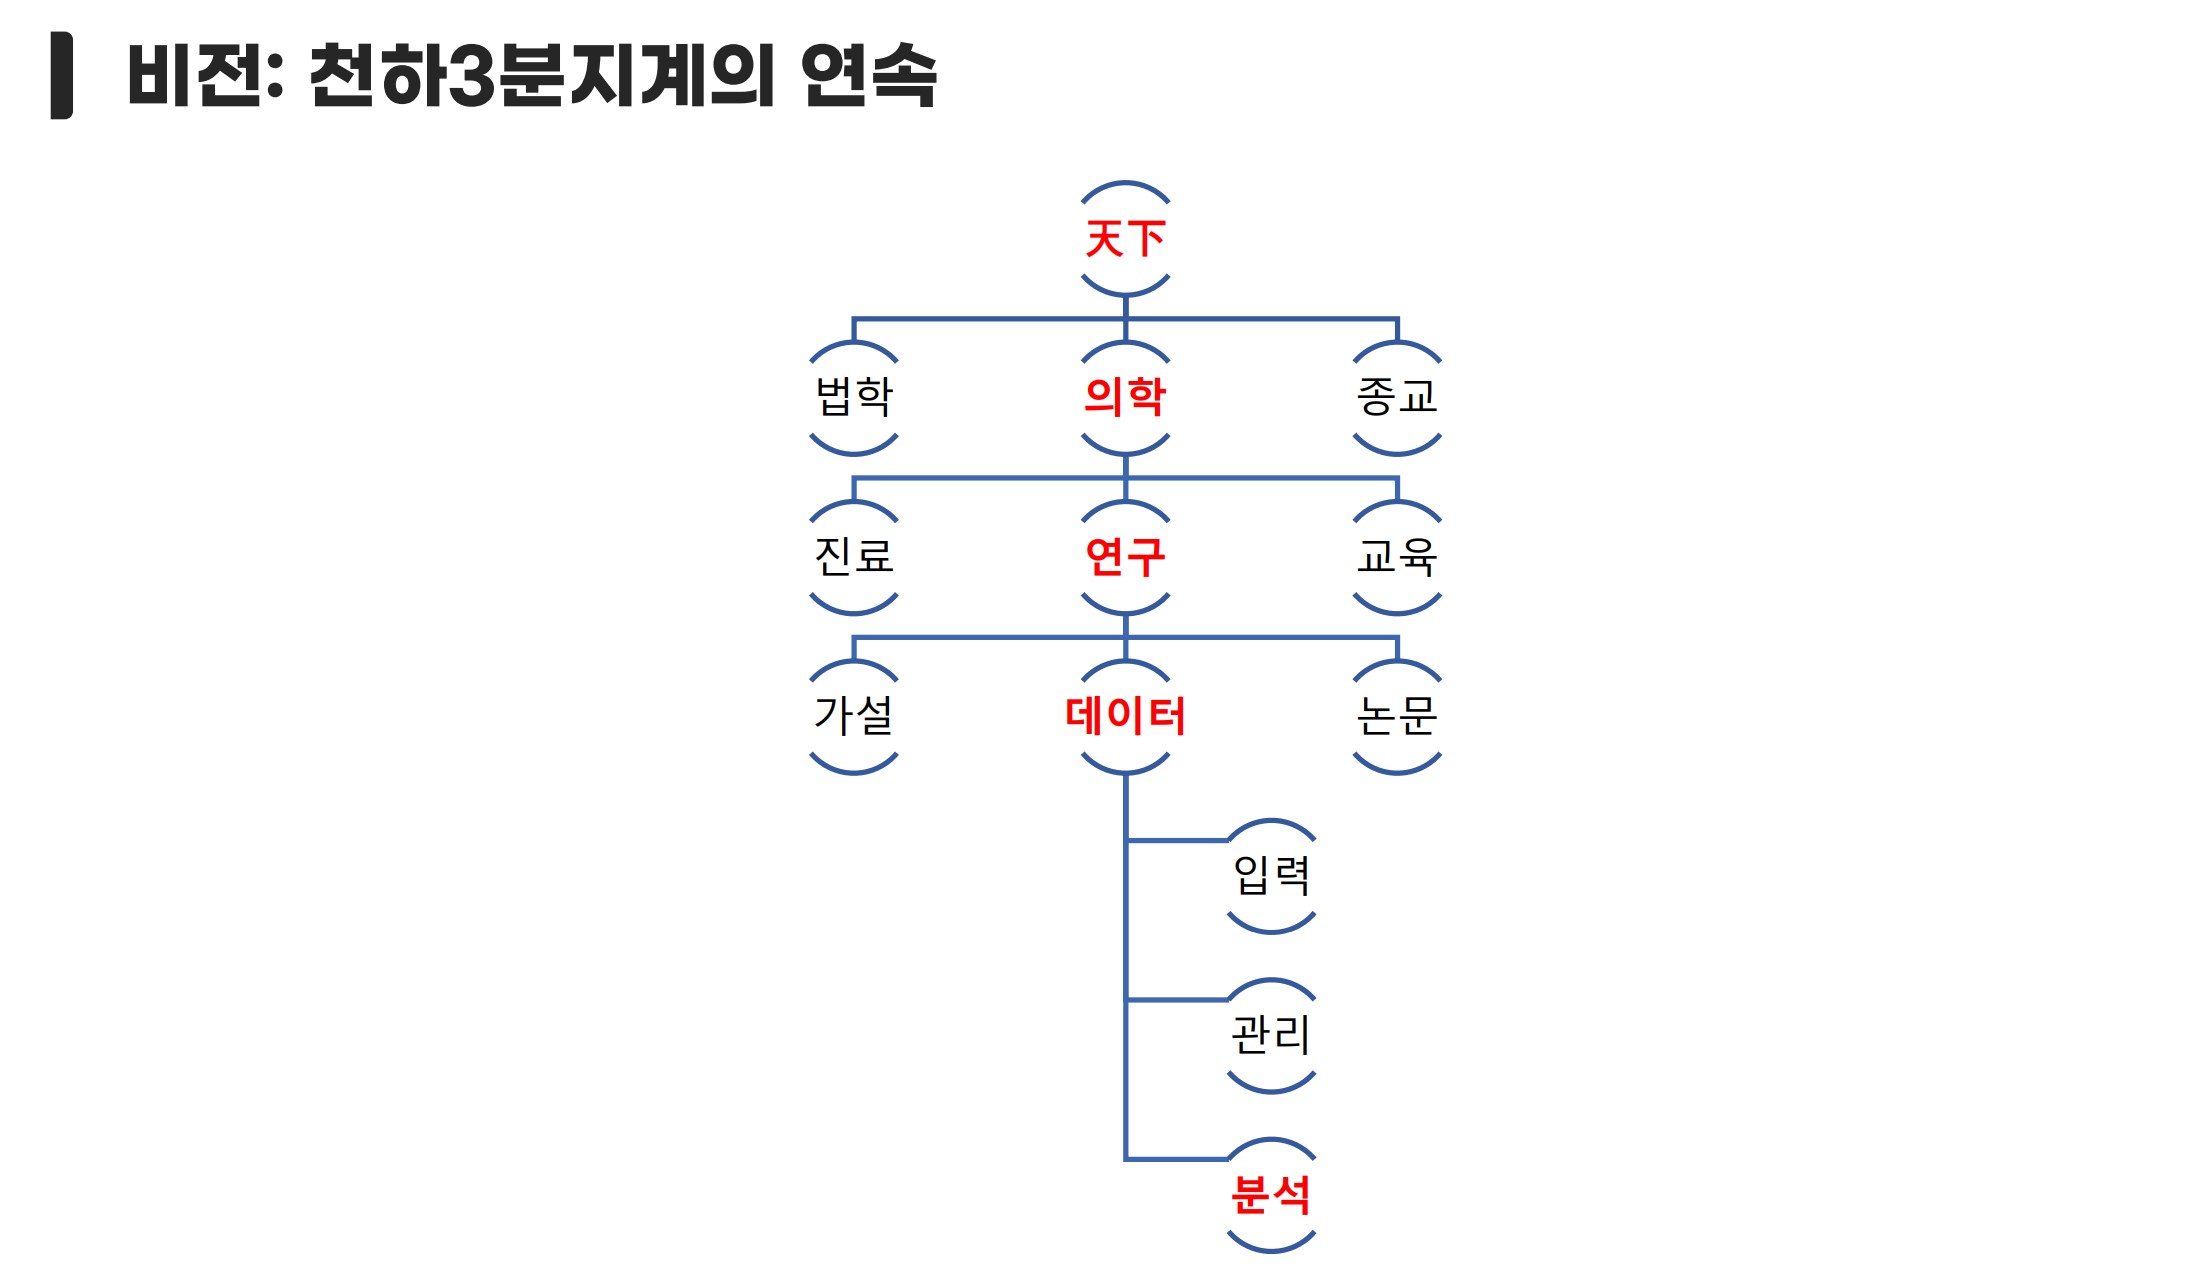 비전: 천하3분지계의 연속
天下
법학 의학 종교
진료 연구 교육
가설 데이터 논문
입력
관리
분석